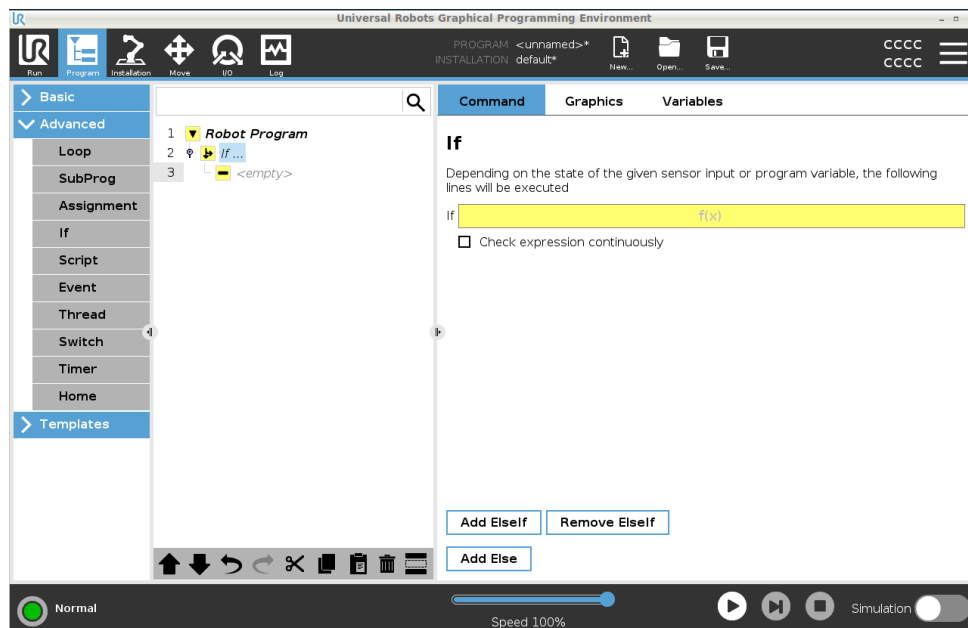 UR
Universal Robots Graphical Programming Environment
UR
Run
Program
Installation
Move
I/O
Log
PROGRAM <unnamed>*
INSTALLATION default*
New...
Open...
Save...
CCCC
CCCC
Basic
Advanced
Loop
SubProg
Assignment
If
Script
Event
Thread
Switch
Timer
Home
Templates
1 Robot Program
2 If ...
3 <empty>
Command Graphics Variables
If
Depending on the state of the given sensor input or program variable, the following
lines will be executed
If f(x)
Check expression continuously
Add ElseIf Remove ElseIf
Add Else
Normal
Speed 100%
Simulation